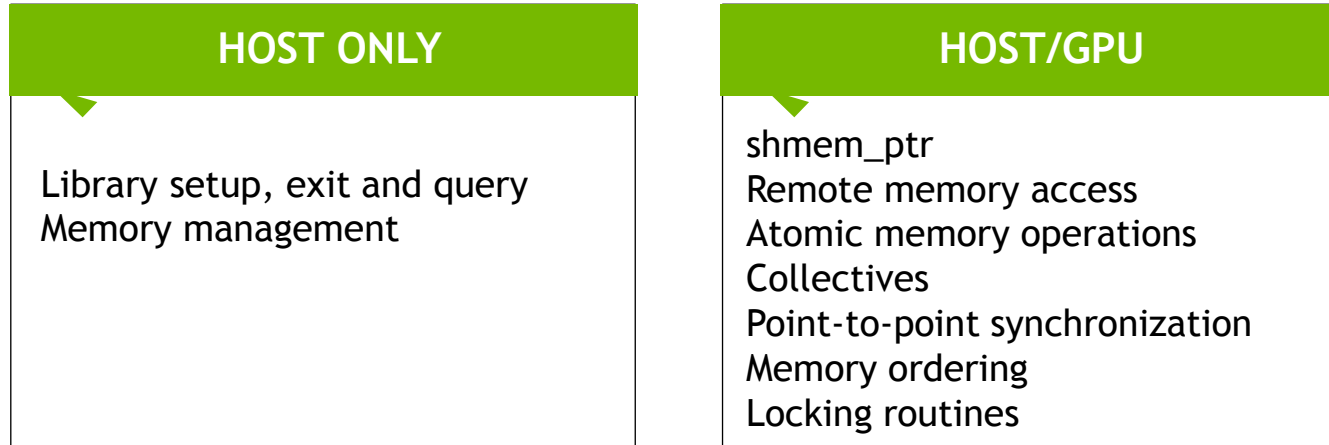 HOST ONLY
Library setup, exit and query
Memory management
HOST/GPU
shmem_ptr
Remote memory access
Atomic memory operations
Collectives
Point-to-point synchronization
Memory ordering
Locking routines